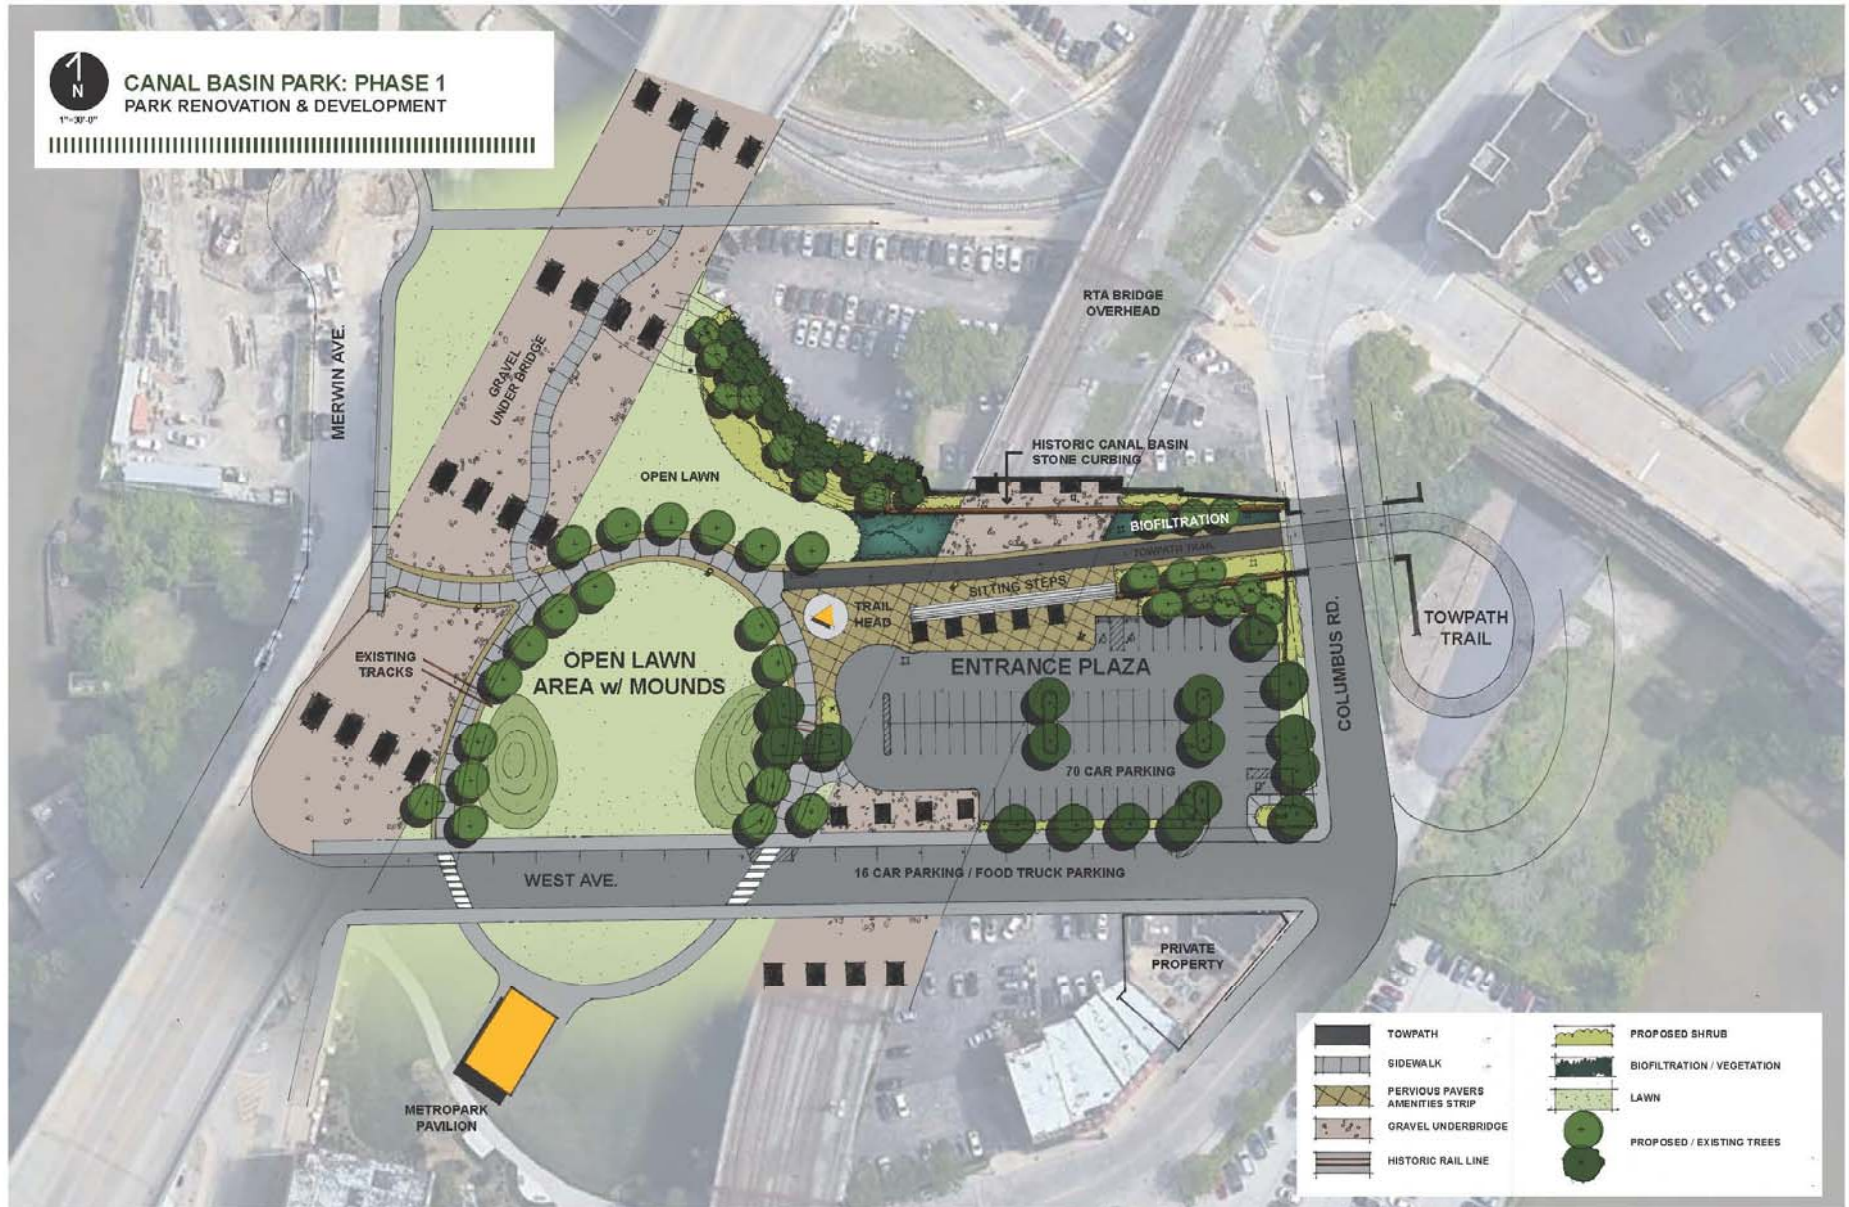 N
1"=30'-0"
CANAL BASIN PARK: PHASE 1
PARK RENOVATION & DEVELOPMENT
RTA BRIDGE
OVERHEAD
MERWIN AVE.
GRAVEL
UNDER BRIDGE
HISTORIC CANAL BASIN
STONE CURBING
OPEN LAWN
BIOFILTRATION
TOWPATH TRAIL
SITTING STEPS
TRAIL
HEAD
TOWPATH
TRAIL
COLUMBUS RD.
EXISTING
TRACKS
OPEN LAWN
AREA w/ MOUNDS
ENTRANCE PLAZA
70 CAR PARKING
WEST AVE.
16 CAR PARKING / FOOD TRUCK PARKING
PRIVATE
PROPERTY
METROPARK
PAVILION
TOWPATH
SIDEWALK
PERVIOUS PAVERS
AMENITIES STRIP
GRAVEL UNDERBRIDGE
HISTORIC RAIL LINE
PROPOSED SHRUB
BIOFILTRATION / VEGETATION
LAWN
PROPOSED / EXISTING TREES